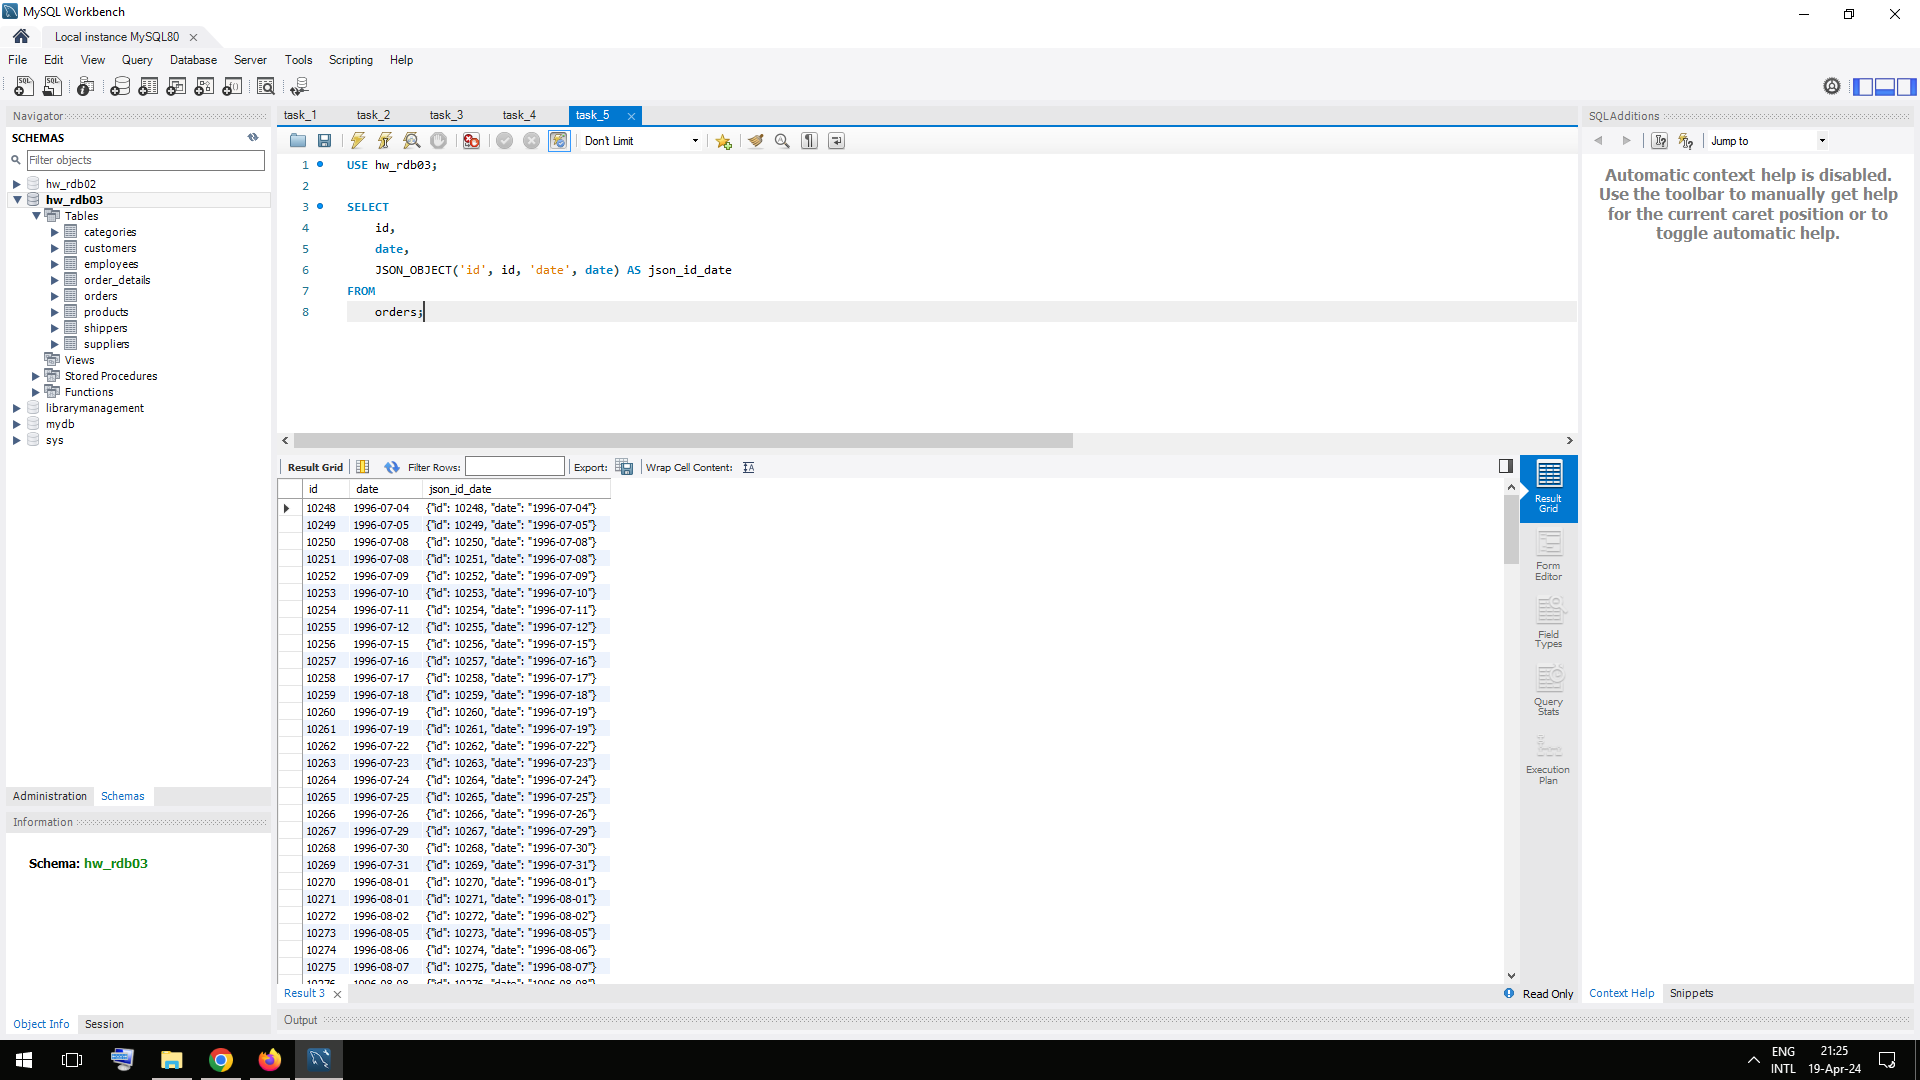 MySQL Workbench
Local instance MySQL80
File Edit View Query Database Server Tools Scripting Help
Navigator
SCHEMAS
Filter objects
hw_rdb02
hw_rdb03
Tables
categories
customers
employees
order_details
orders
products
shippers
suppliers
Views
Stored Procedures
Functions
librarymanagement
mydb
sys
Administration Schemas
Information
Schema: hw_rdb03
Object Info Session
task_1 task_2 task_3 task_4 task_5
Don't Limit
1 USE hw_rdb03;
2
3 SELECT
4 id,
5 date,
6 JSON_OBJECT('id', id, 'date', date) AS json_id_date
7 FROM
8 orders;
Result Grid Filter Rows: Export: Wrap Cell Content:
id date json_id_date
10248 1996-07-04 {"id": 10248, "date": "1996-07-04"}
10249 1996-07-05 {"id": 10249, "date": "1996-07-05"}
10250 1996-07-08 {"id": 10250, "date": "1996-07-08"}
10251 1996-07-08 {"id": 10251, "date": "1996-07-08"}
10252 1996-07-09 {"id": 10252, "date": "1996-07-09"}
10253 1996-07-10 {"id": 10253, "date": "1996-07-10"}
10254 1996-07-11 {"id": 10254, "date": "1996-07-11"}
10255 1996-07-12 {"id": 10255, "date": "1996-07-12"}
10256 1996-07-15 {"id": 10256, "date": "1996-07-15"}
10257 1996-07-16 {"id": 10257, "date": "1996-07-16"}
10258 1996-07-17 {"id": 10258, "date": "1996-07-17"}
10259 1996-07-18 {"id": 10259, "date": "1996-07-18"}
10260 1996-07-19 {"id": 10260, "date": "1996-07-19"}
10261 1996-07-19 {"id": 10261, "date": "1996-07-19"}
10262 1996-07-22 {"id": 10262, "date": "1996-07-22"}
10263 1996-07-23 {"id": 10263, "date": "1996-07-23"}
10264 1996-07-24 {"id": 10264, "date": "1996-07-24"}
10265 1996-07-25 {"id": 10265, "date": "1996-07-25"}
10266 1996-07-26 {"id": 10266, "date": "1996-07-26"}
10267 1996-07-29 {"id": 10267, "date": "1996-07-29"}
10268 1996-07-30 {"id": 10268, "date": "1996-07-30"}
10269 1996-07-31 {"id": 10269, "date": "1996-07-31"}
10270 1996-08-01 {"id": 10270, "date": "1996-08-01"}
10271 1996-08-01 {"id": 10271, "date": "1996-08-01"}
10272 1996-08-02 {"id": 10272, "date": "1996-08-02"}
10273 1996-08-05 {"id": 10273, "date": "1996-08-05"}
10274 1996-08-06 {"id": 10274, "date": "1996-08-06"}
10275 1996-08-07 {"id": 10275, "date": "1996-08-07"}
10276 1996-08-08 {"id": 10276, "date": "1996-08-08"}
Result
Grid
Form
Editor
Field
Types
Query
Stats
Execution
Plan
Result 3
Read Only
Output
SQLAdditions
Jump to
Automatic context help is disabled.
Use the toolbar to manually get help
for the current caret position or to
toggle automatic help.
Context Help Snippets
ENG
INTL
21:25
19-Apr-24